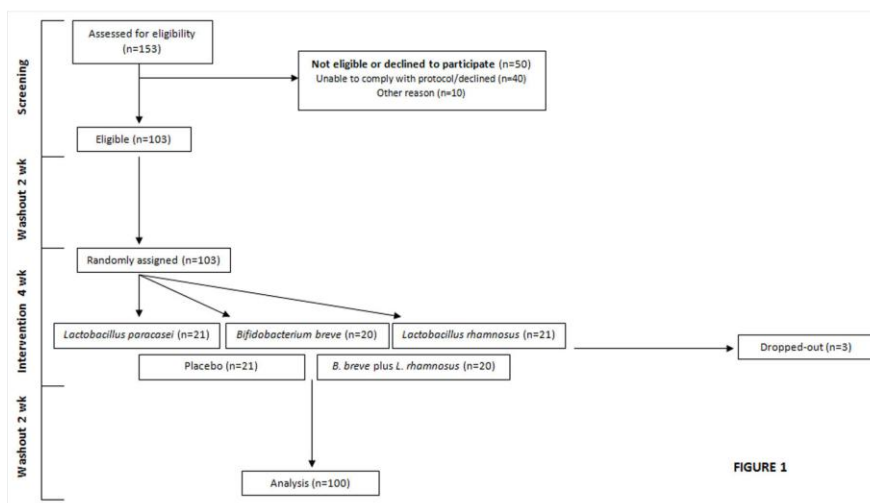 Assessed for eligibility
(n=153)
Not eligible or declined to participate (n=50)
Unable to comply with protocol/declined (n=40)
Other reason (n=10)
Screening
Eligible (n=103)
Washout 2 wk
Randomly assigned (n=103)
Intervention 4 wk
Lactobacillus paracasei (n=21)
Bifidobacterium breve (n=20)
Lactobacillus rhamnosus (n=21)
Dropped-out (n=3)
Placebo (n=21)
B. breve plus L. rhamnosus (n=20)
Washout 2 wk
FIGURE 1
Analysis (n=100)